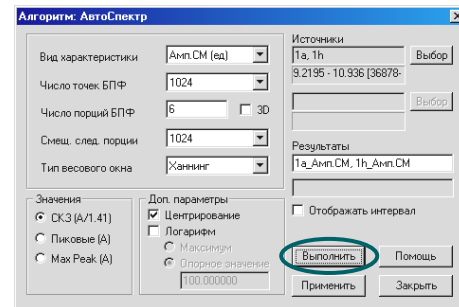 Алгоритм: АвтоСпектр
Вид характеристики
Амп.СМ (ед)
Число точек БПФ
1024
Число порций БПФ
6
3D
Смещ. след. порции
1024
Тип весового окна
Ханнинг
Источники
1а, 1h
Выбор
9.2195 - 10.936 [36878-
Выбор
Результаты
1a_Амп.СМ, 1h_Амп.СМ
Значения
СКЗ (А/1.41)
Пиковые (А)
Max Peak (А)
Доп. параметры
Центрирование
Логарифм
Максимум
Опорное значение
100.000000
Отображать интервал
Выполнить
Помощь
Применить
Закрыть